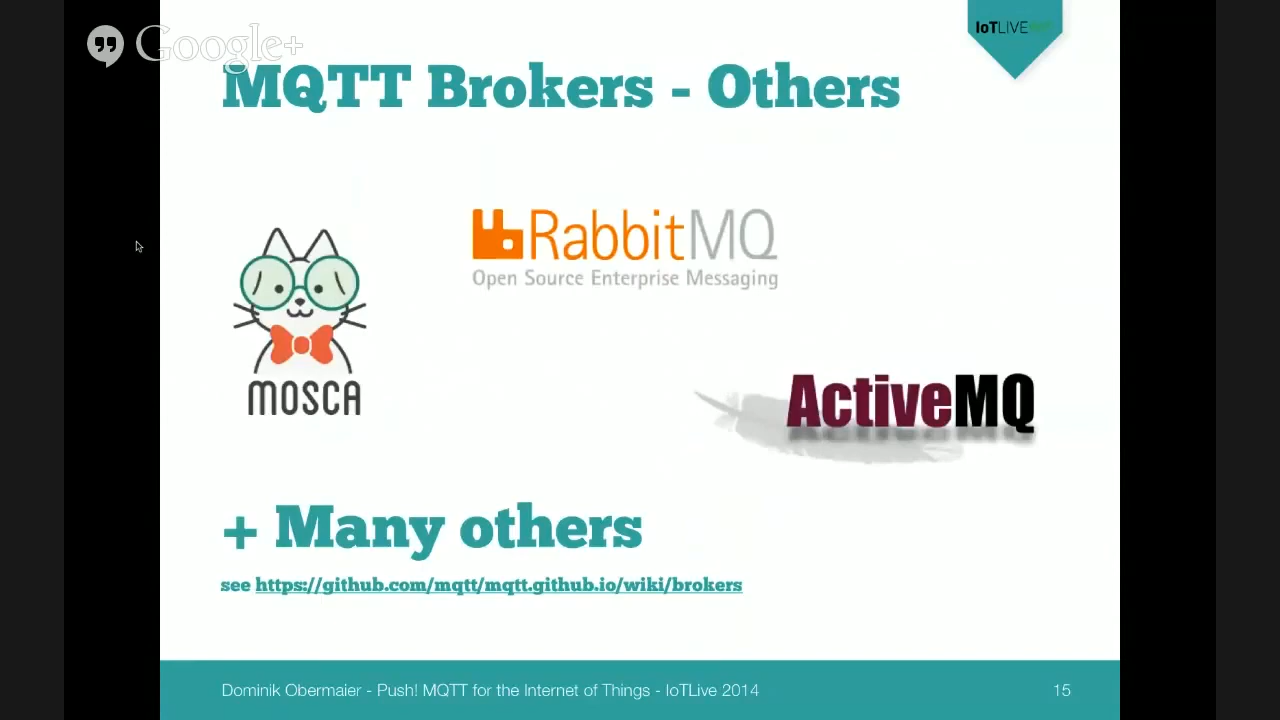 Google+
IoTLIVE
MQTT Brokers - Others
RabbitMQ
Open Source Enterprise Messaging
MOSCA
ActiveMQ
+ Many others
see https://github.com/mqtt/mqtt.github.io/wiki/brokers
Dominik Obermaier - Push! MQTT for the Internet of Things - IoTLive 2014
15